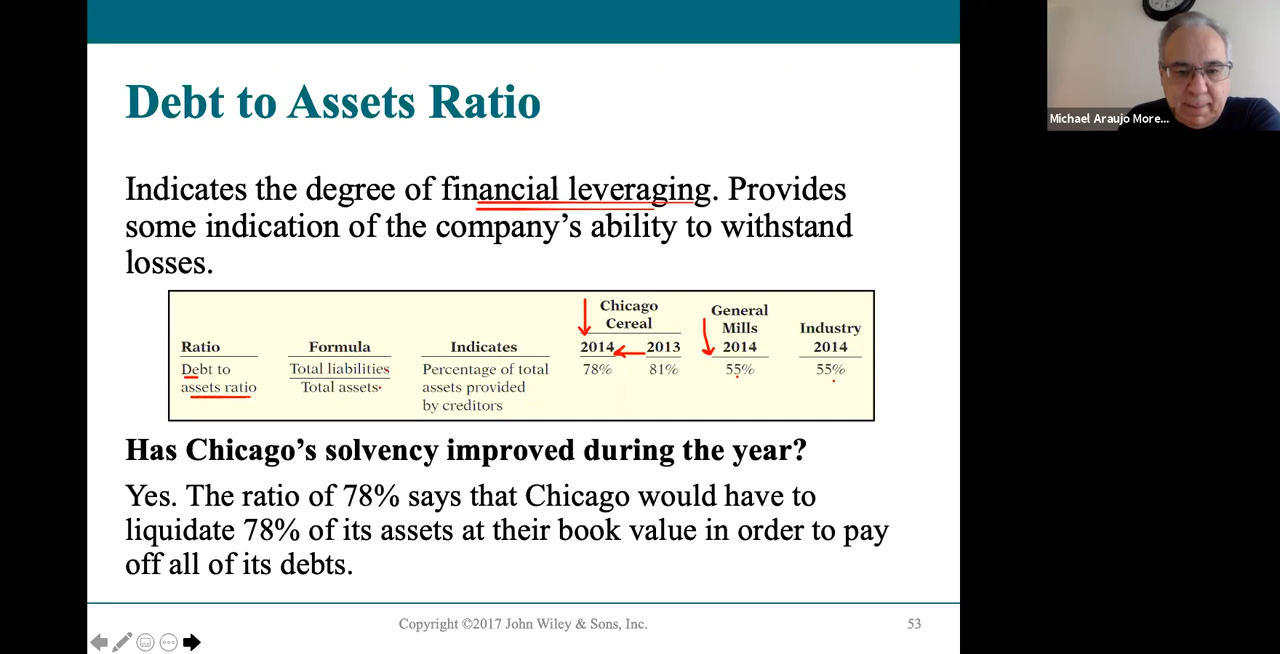 Debt to Assets Ratio
Indicates the degree of financial leveraging. Provides
some indication of the company’s ability to withstand
losses.
Chicago
Cereal
General
Mills
Industry
Ratio Formula Indicates 2014 2013 2014 2014
Debt to Total liabilities Percentage of total 78% 81% 55% 55%
assets ratio Total assets assets provided
by creditors
Has Chicago’s solvency improved during the year?
Yes. The ratio of 78% says that Chicago would have to
liquidate 78% of its assets at their book value in order to pay
off all of its debts.
Copyright ©2017 John Wiley & Sons, Inc. 53
Michael Araujo More...